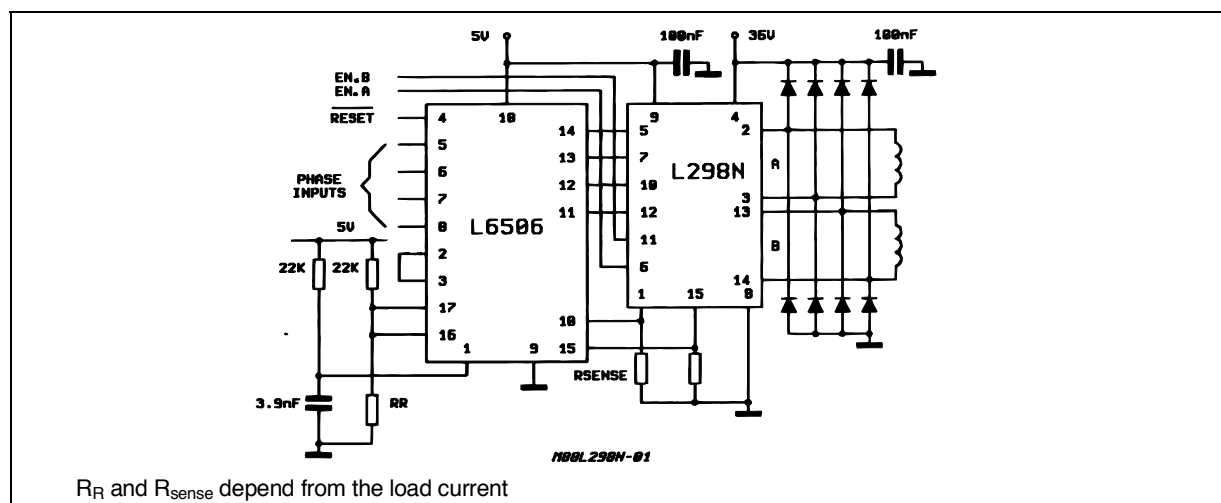 5V
100nF
36V
100nF
EN.B
EN.A
RESET
4
18
9
4
5
14
5
2
6
13
7
A
PHASE
INPUTS
7
12
10
L298N
3
8
11
12
13
L6506
5V
2
11
B
22K
22K
3
6
14
17
1
15
8
16
10
1
9
15
RSENSE
3.9nF
RR
M88L298N-01
RR and Rsense depend from the load current